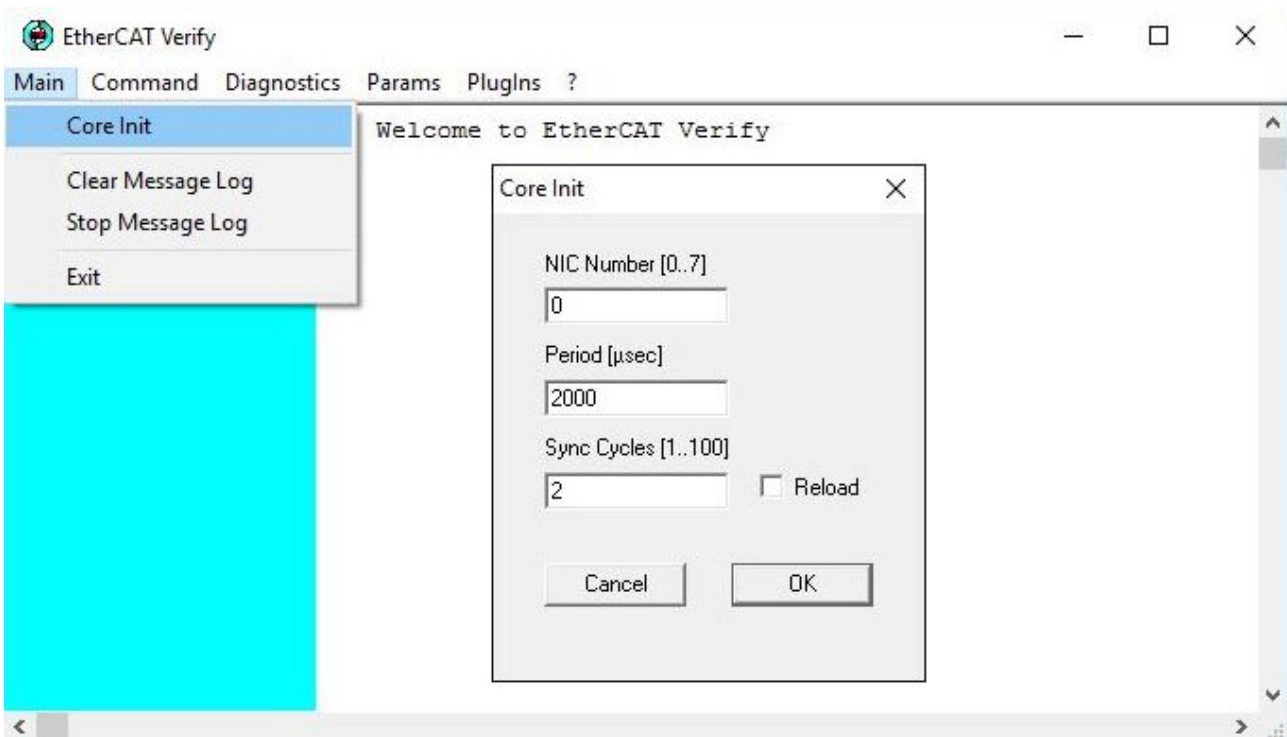 EtherCAT Verify
Main Command Diagnostics Params PlugIns ?
Core Init
Clear Message Log
Stop Message Log
Exit
Welcome to EtherCAT Verify
Core Init
NIC Number [0..7]
0
Period [µsec]
2000
Sync Cycles [1..100]
2 Reload
Cancel OK